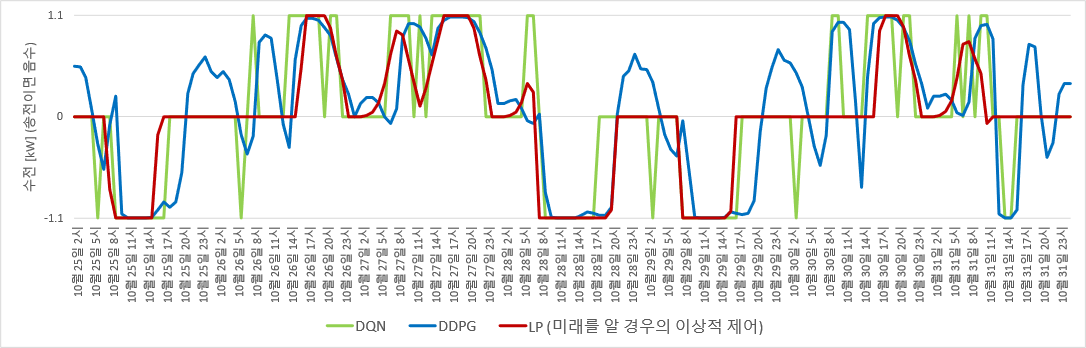 수전 [kW] (송전이면 음수)
1.1
0
-1.1
10월 25일 2시
10월 25일 5시
10월 25일 8시
10월 25일 11시
10월 25일 14시
10월 25일 17시
10월 25일 20시
10월 25일 23시
10월 26일 2시
10월 26일 5시
10월 26일 8시
10월 26일 11시
10월 26일 14시
10월 26일 17시
10월 26일 20시
10월 26일 23시
10월 27일 2시
10월 27일 5시
10월 27일 8시
10월 27일 11시
10월 27일 14시
10월 27일 17시
10월 27일 20시
10월 27일 23시
10월 28일 2시
10월 28일 5시
10월 28일 8시
10월 28일 11시
10월 28일 14시
10월 28일 17시
10월 28일 20시
10월 28일 23시
10월 29일 2시
10월 29일 5시
10월 29일 8시
10월 29일 11시
10월 29일 14시
10월 29일 17시
10월 29일 20시
10월 29일 23시
10월 30일 2시
10월 30일 5시
10월 30일 8시
10월 30일 11시
10월 30일 14시
10월 30일 17시
10월 30일 20시
10월 30일 23시
10월 31일 2시
10월 31일 5시
10월 31일 8시
10월 31일 11시
10월 31일 14시
10월 31일 17시
10월 31일 20시
10월 31일 23시
DQN DDPG LP (미래를 알 경우의 이상적 제어)